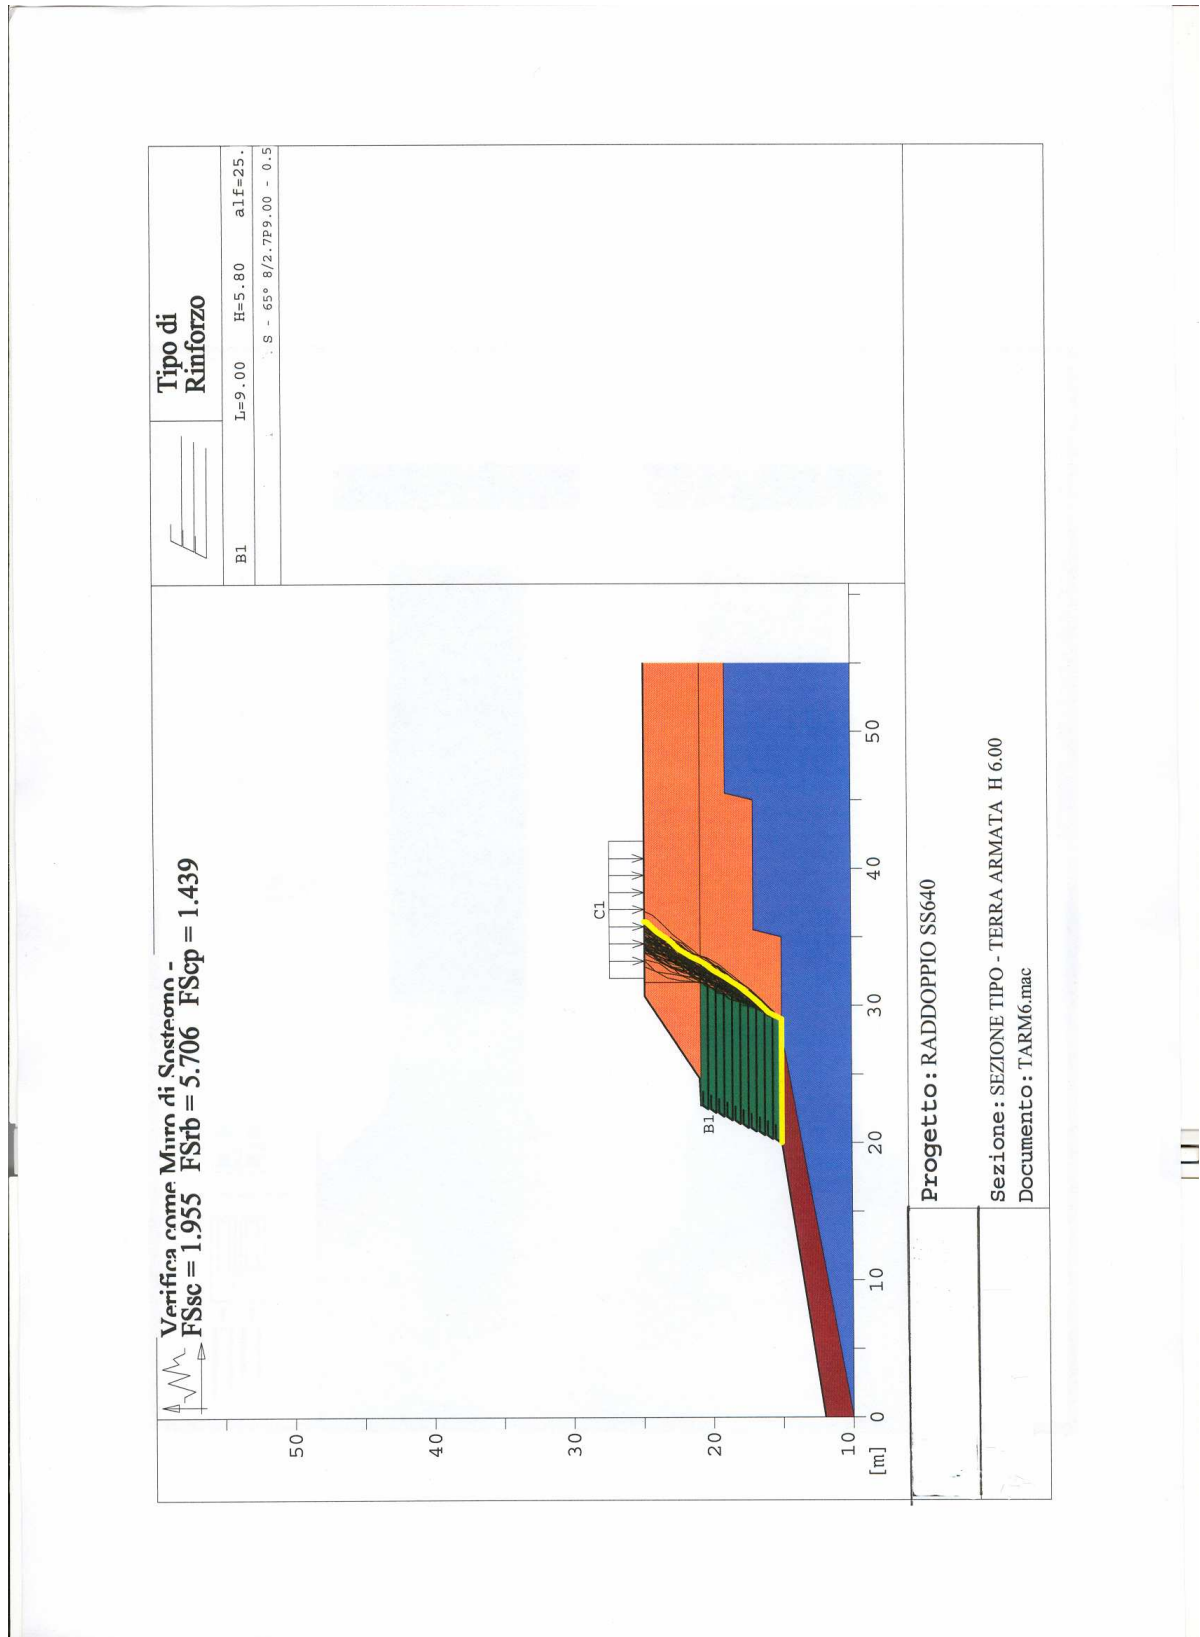 Verifica come Muro di Sostegno -
FSsc = 1.955 FSrb = 5.706 FScp = 1.439
Tipo di
Rinforzo
B1 L=9.00 H=5.80 alf=25.
S - 65° 8/2.7P9.00 - 0.5
50
40
30
20
10
[m]
0
10
20
30
40
50
C1
B1
Progetto: RADDOPPIO SS640
Sezione: SEZIONE TIPO - TERRA ARMATA H 6.00
Documento: TARM6.mac